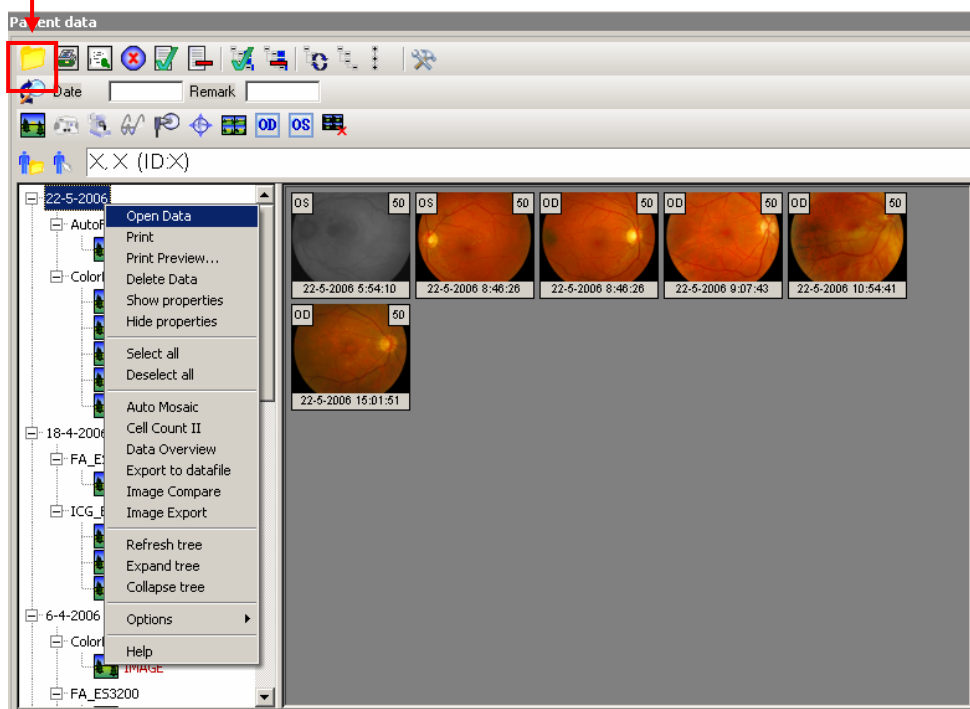 Patient data
Date Remark
OD OS
X, X (ID:X)
22-5-2006
Open Data
Print
Print Preview...
Delete Data
Show properties
Hide properties
Select all
Deselect all
Auto Mosaic
Cell Count II
Data Overview
Export to datafile
Image Compare
Image Export
Refresh tree
Expand tree
Collapse tree
Options
Help
18-4-2006
6-4-2006
IMAGE
FA_ES3200
OS 50
22-5-2006 5:54:10
OS 50
22-5-2006 8:46:26
OD 50
22-5-2006 8:46:26
OD 50
22-5-2006 9:07:43
OD 50
22-5-2006 10:54:41
OD 50
22-5-2006 15:01:51